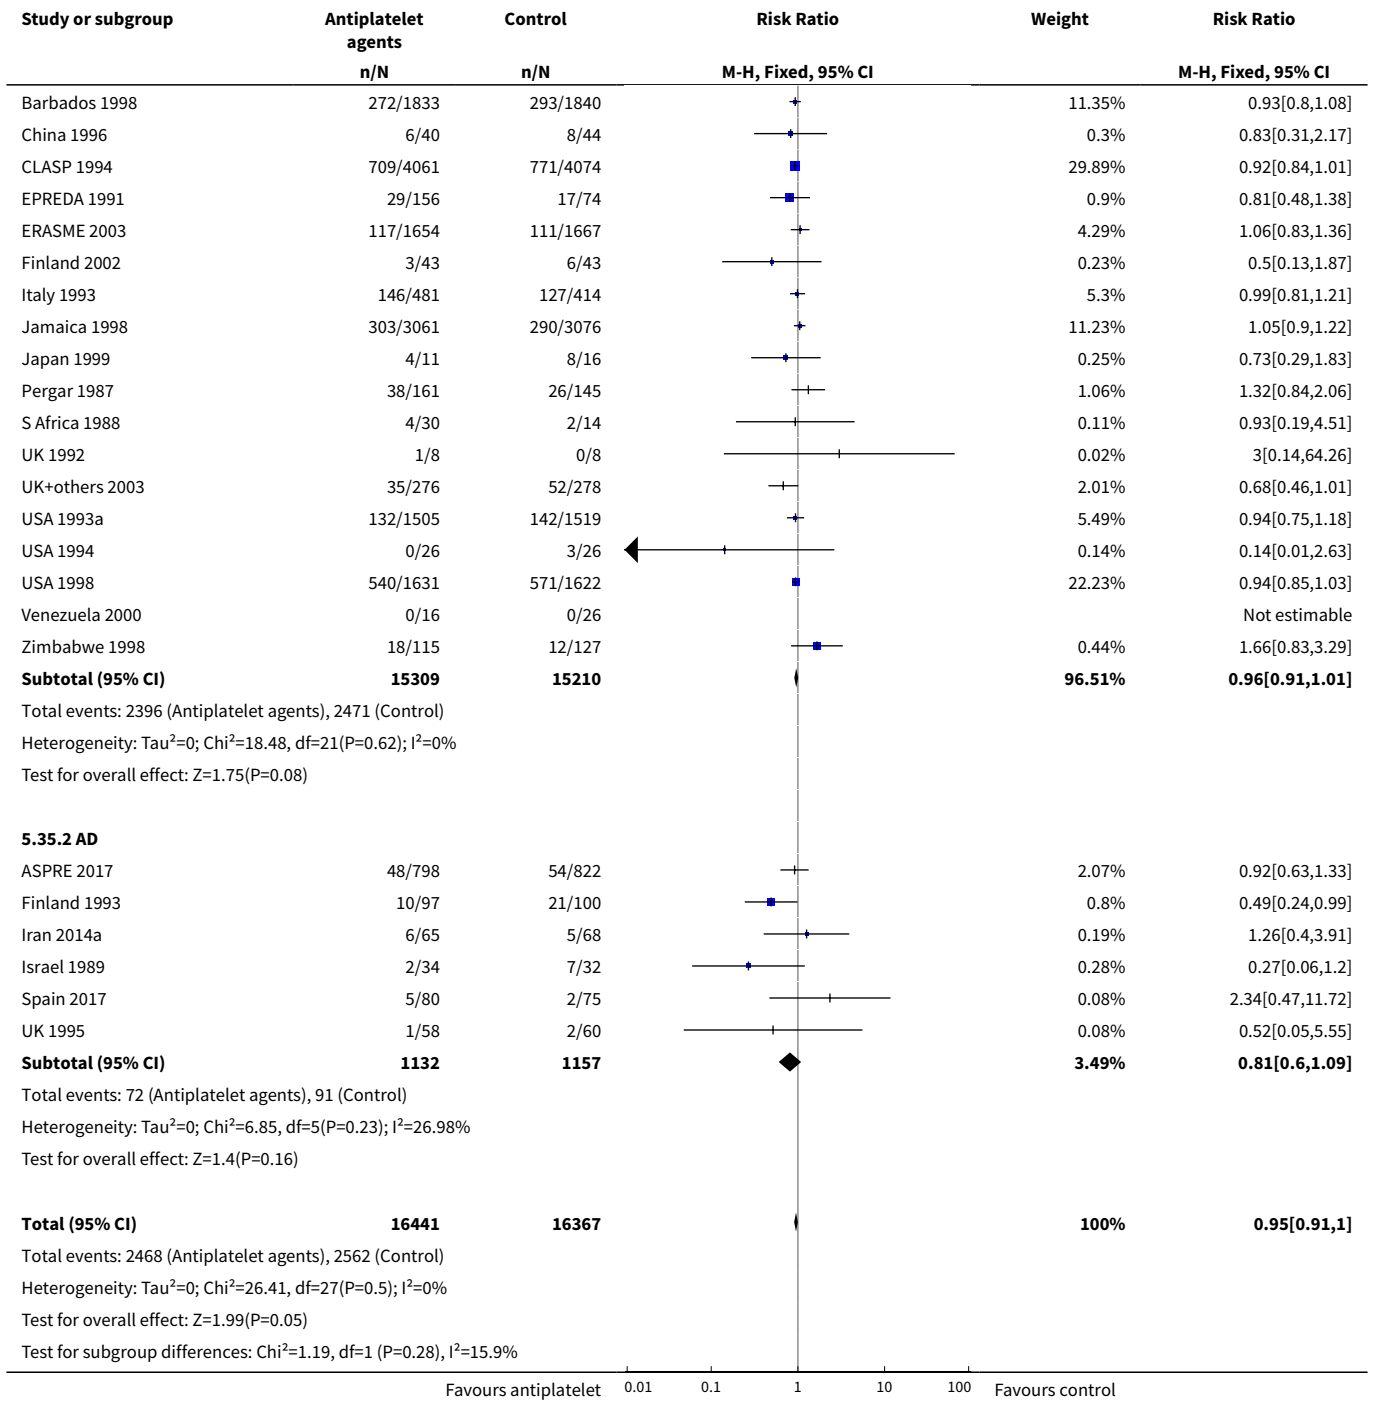 Study or subgroup Antiplatelet agents Control Risk Ratio Weight Risk Ratio
n/N n/N M-H, Fixed, 95% CI M-H, Fixed, 95% CI
Barbados 1998 272/1833 293/1840 11.35% 0.93[0.8,1.08]
China 1996 6/40 8/44 0.3% 0.83[0.31,2.17]
CLASP 1994 709/4061 771/4074 29.89% 0.92[0.84,1.01]
EPREDA 1991 29/156 17/74 0.9% 0.81[0.48,1.38]
ERASME 2003 117/1654 111/1667 4.29% 1.06[0.83,1.36]
Finland 2002 3/43 6/43 0.23% 0.5[0.13,1.87]
Italy 1993 146/481 127/414 5.3% 0.99[0.81,1.21]
Jamaica 1998 303/3061 290/3076 11.23% 1.05[0.9,1.22]
Japan 1999 4/11 8/16 0.25% 0.73[0.29,1.83]
Pergar 1987 38/161 26/145 1.06% 1.32[0.84,2.06]
S Africa 1988 4/30 2/14 0.11% 0.93[0.19,4.51]
UK 1992 1/8 0/8 0.02% 3[0.14,64.26]
UK+others 2003 35/276 52/278 2.01% 0.68[0.46,1.01]
USA 1993a 132/1505 142/1519 5.49% 0.94[0.75,1.18]
USA 1994 0/26 3/26 0.14% 0.14[0.01,2.63]
USA 1998 540/1631 571/1622 22.23% 0.94[0.85,1.03]
Venezuela 2000 0/16 0/26 Not estimable
Zimbabwe 1998 18/115 12/127 0.44% 1.66[0.83,3.29]
Subtotal (95% CI) 15309 15210 96.51% 0.96[0.91,1.01]
Total events: 2396 (Antiplatelet agents), 2471 (Control)
Heterogeneity: Tau²=0; Chi²=18.48, df=21(P=0.62); I²=0%
Test for overall effect: Z=1.75(P=0.08)
5.35.2 AD
ASPRE 2017 48/798 54/822 2.07% 0.92[0.63,1.33]
Finland 1993 10/97 21/100 0.8% 0.49[0.24,0.99]
Iran 2014a 6/65 5/68 0.19% 1.26[0.4,3.91]
Israel 1989 2/34 7/32 0.28% 0.27[0.06,1.2]
Spain 2017 5/80 2/75 0.08% 2.34[0.47,11.72]
UK 1995 1/58 2/60 0.08% 0.52[0.05,5.55]
Subtotal (95% CI) 1132 1157 3.49% 0.81[0.6,1.09]
Total events: 72 (Antiplatelet agents), 91 (Control)
Heterogeneity: Tau²=0; Chi²=6.85, df=5(P=0.23); I²=26.98%
Test for overall effect: Z=1.4(P=0.16)
Total (95% CI) 16441 16367 100% 0.95[0.91,1]
Total events: 2468 (Antiplatelet agents), 2562 (Control)
Heterogeneity: Tau²=0; Chi²=26.41, df=27(P=0.5); I²=0%
Test for overall effect: Z=1.99(P=0.05)
Test for subgroup differences: Chi²=1.19, df=1 (P=0.28), I²=15.9%
Favours antiplatelet 0.01 0.1 1 10 100 Favours control